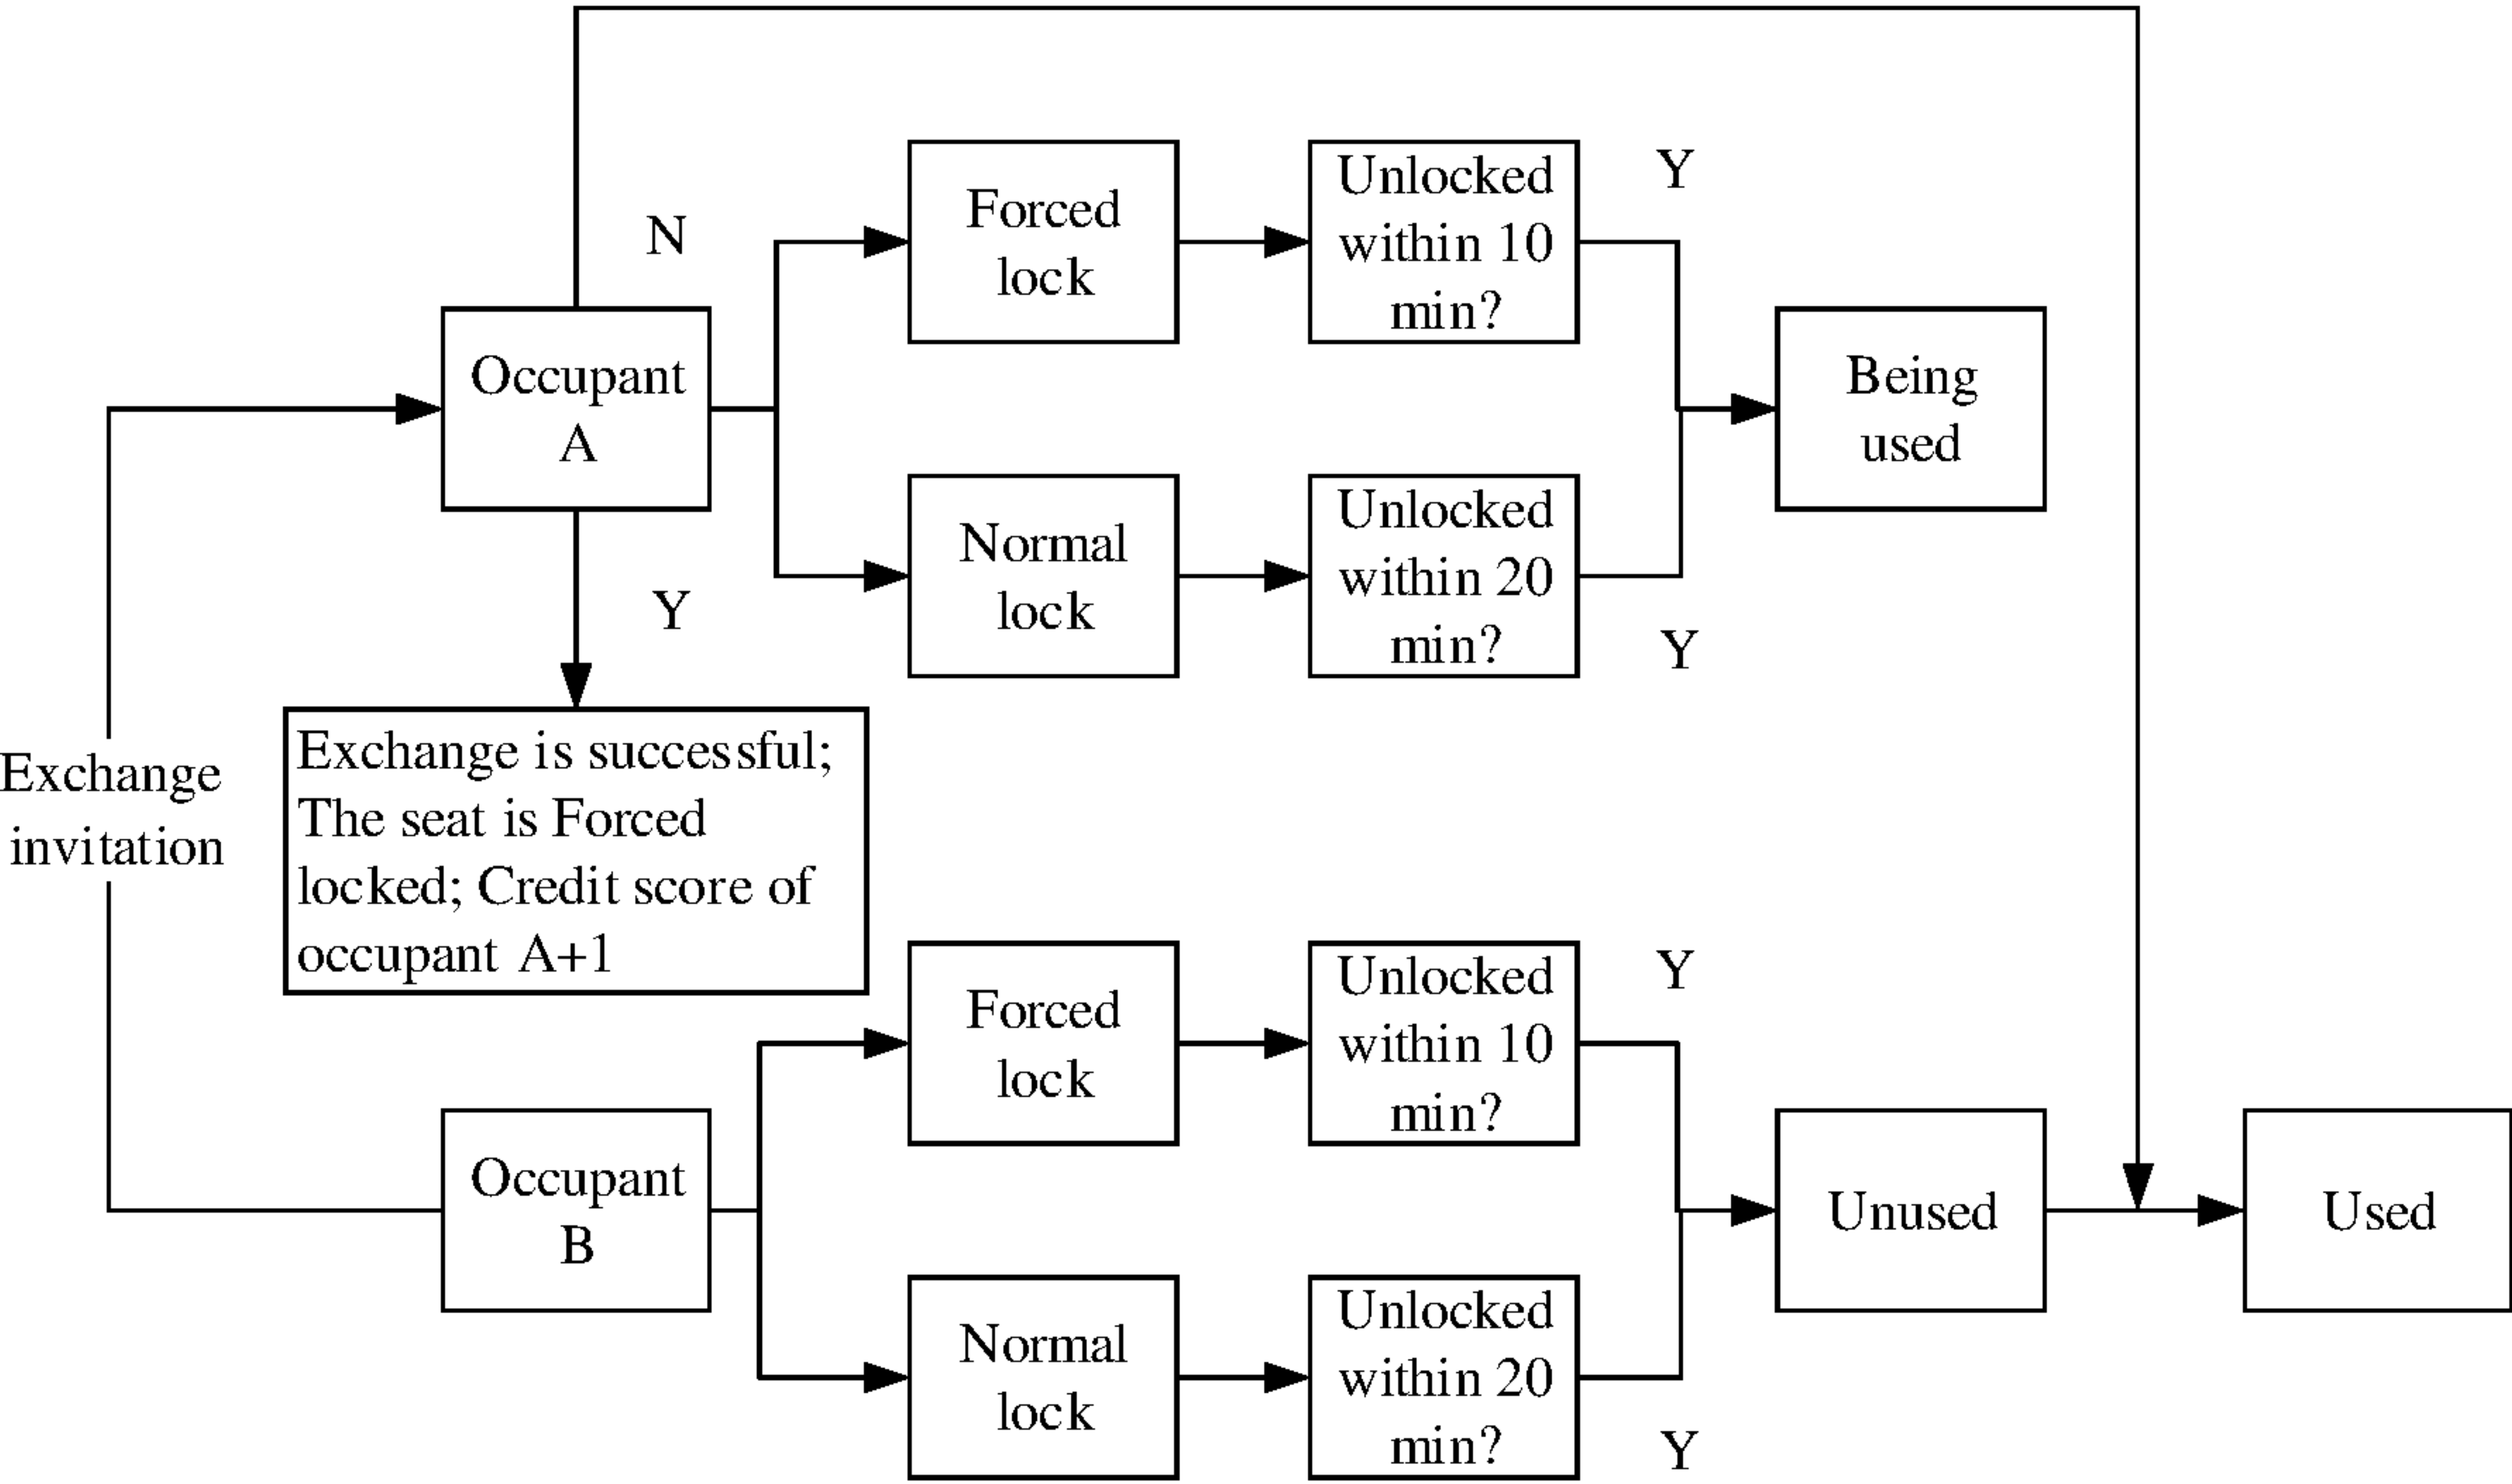 N
Forced
lock
Unlocked
within 10
min?
Y
Occupant
A
Being
used
Normal
lock
Unlocked
within 20
min?
Y
Y
Exchange
invitation
Exchange is successful;
The seat is Forced
locked; Credit score of
occupant A+1
Forced
lock
Unlocked
within 10
min?
Y
Occupant
B
Unused
Used
Normal
lock
Unlocked
within 20
min?
Y